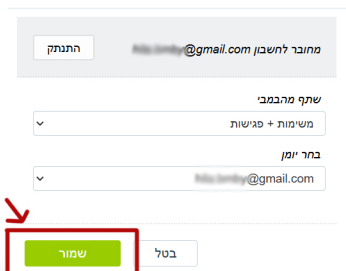 מחובר לחשבון @gmail.com
התנתק
שתף מהבמבי
משימות + פגישות
בחר יומן
@gmail.com
שמור
בטל